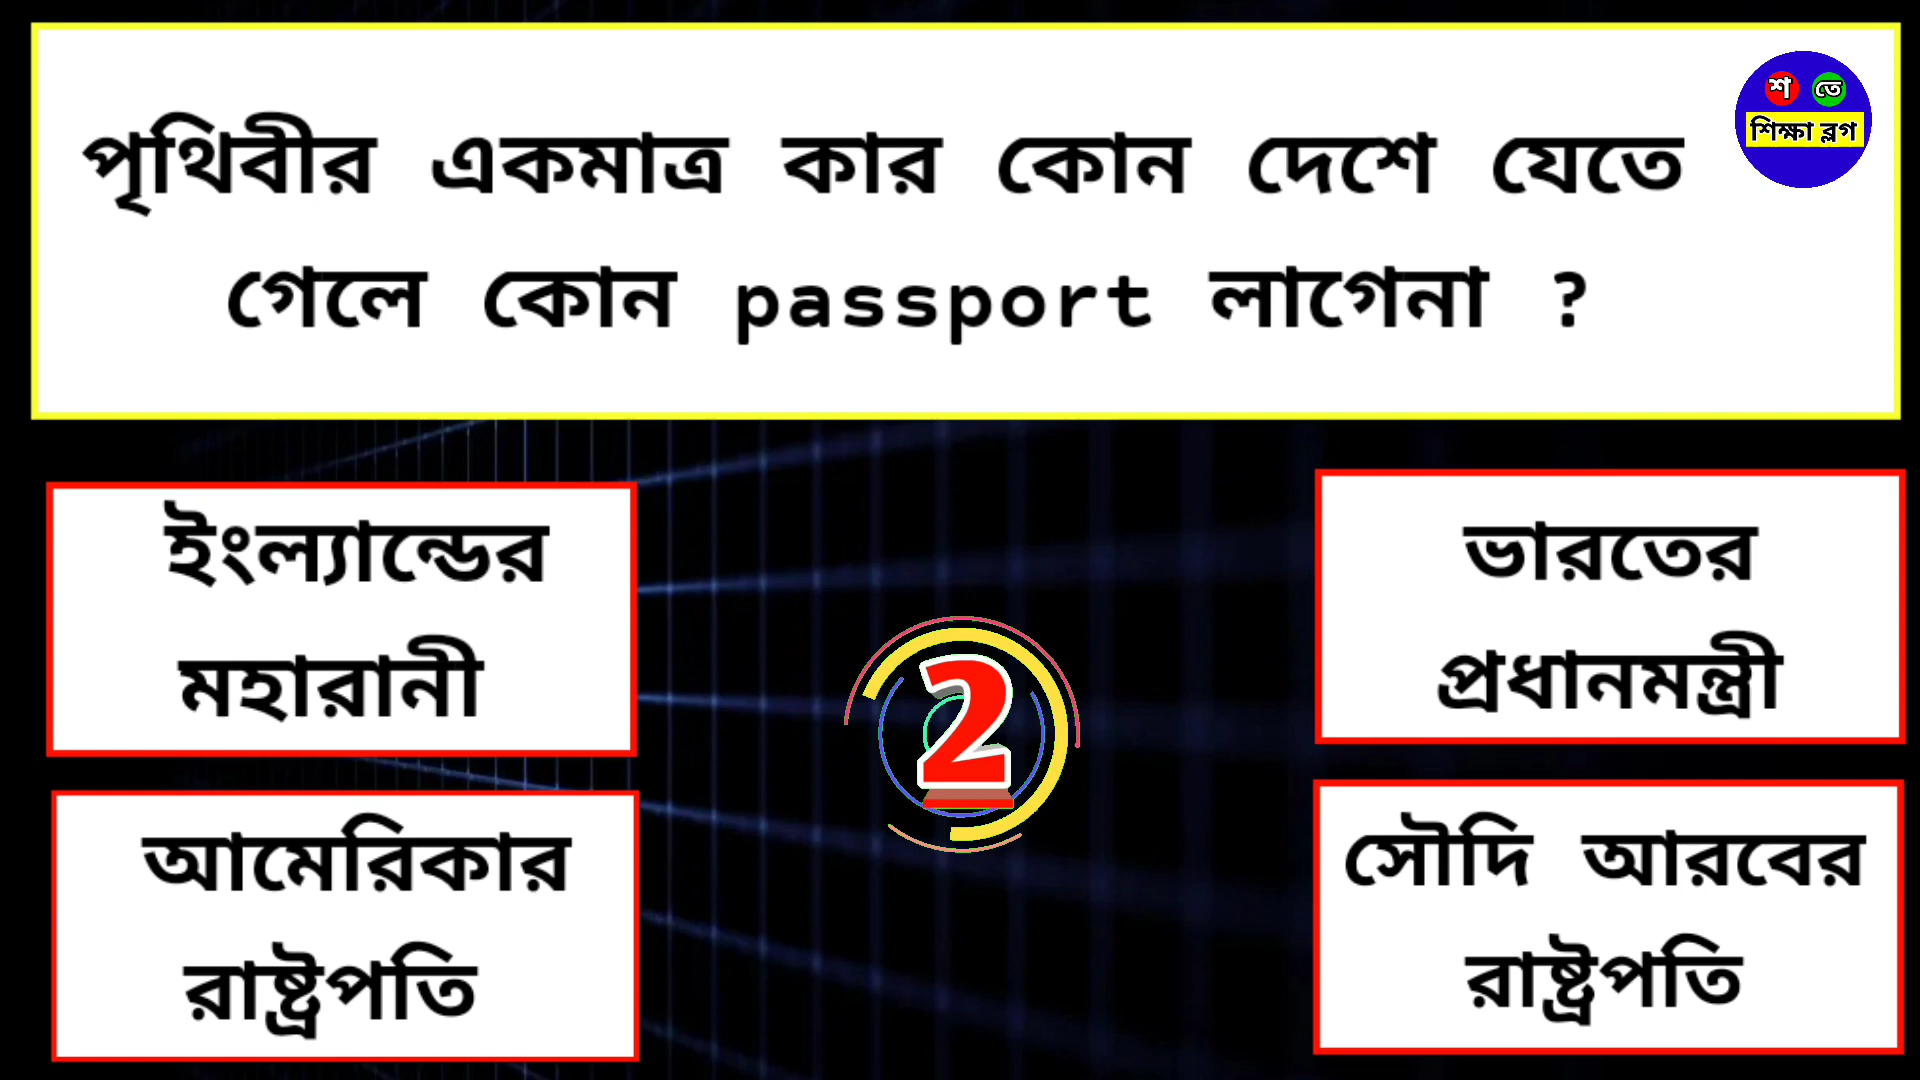 পৃথিবীর একমাত্র কার কোন দেশে যেতে
গেলে কোন passport লাগেনা ?
শ তে
শিক্ষা ব্লগ
ইংল্যান্ডের
মহারানী
ভারতের
প্রধানমন্ত্রী
2
আমেরিকার
রাষ্ট্রপতি
সৌদি আরবের
রাষ্ট্রপতি